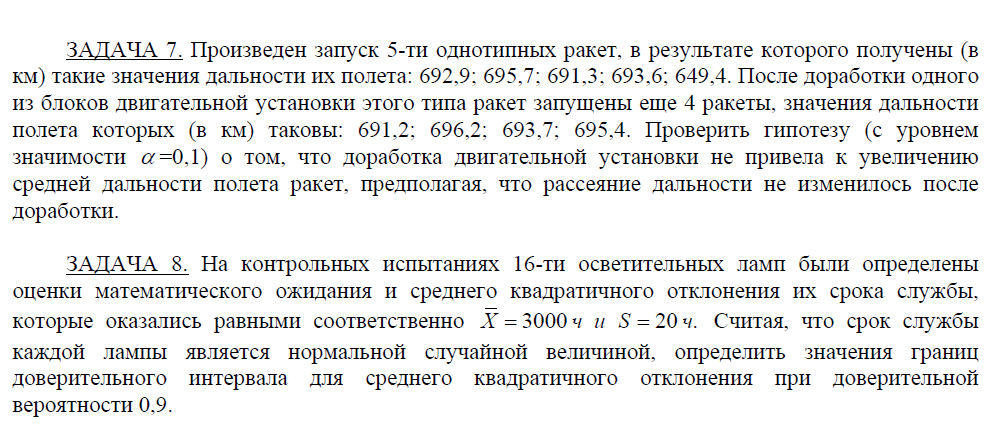 ЗАДАЧА 7. Произведен запуск 5-ти однотипных ракет, в результате которого получены (в
км) такие значения дальности их полета: 692,9; 695,7; 691,3; 693,6; 649,4. После доработки одного
из блоков двигательной установки этого типа ракет запущены еще 4 ракеты, значения дальности
полета которых (в км) таковы: 691,2; 696,2; 693,7; 695,4. Проверить гипотезу (с уровнем
значимости α=0,1) о том, что доработка двигательной установки не привела к увеличению
средней дальности полета ракет, предполагая, что рассеяние дальности не изменилось после
доработки.
ЗАДАЧА 8. На контрольных испытаниях 16-ти осветительных ламп были определены
оценки математического ожидания и среднего квадратичного отклонения их срока службы,
которые оказались равными соответственно X̅ = 3000 ч и S = 20 ч. Считая, что срок службы
каждой лампы является нормальной случайной величиной, определить значения границ
доверительного интервала для среднего квадратичного отклонения при доверительной
вероятности 0,9.